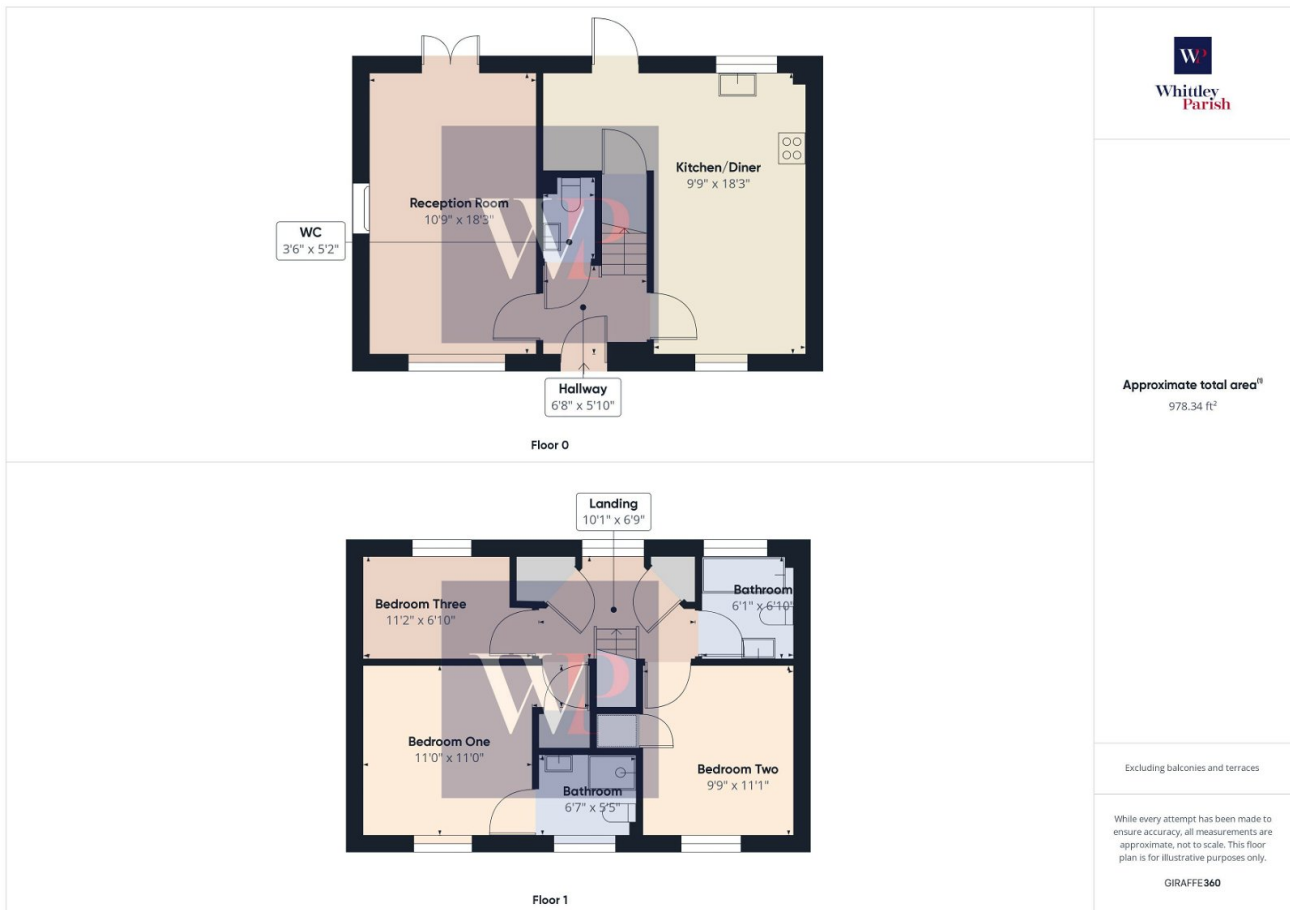 WP
Whittley
Parish
Kitchen/Diner
9'9" x 18'3"
Reception Room
10'9" x 18'3"
WC
3'6" x 5'2"
WP
Hallway
6'8" x 5'10"
Floor 0
Approximate total area(1)
978.34 ft²
Landing
10'1" x 6'9"
Bedroom Three
11'2" x 6'10"
Bathroom
6'1" x 6'10"
WP
Bedroom One
11'0" x 11'0"
Bedroom Two
9'9" x 11'1"
Bathroom
6'7" x 5'5"
Floor 1
Excluding balconies and terraces
While every attempt has been made to
ensure accuracy, all measurements are
approximate, not to scale. This floor
plan is for illustrative purposes only.
GIRAFFE360